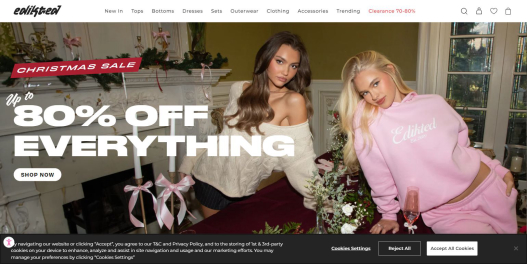 edikted
New In Tops Bottoms Dresses Sets Outerwear Clothing Accessories Trending Clearance 70-80%
CHRISTMAS SALE
Up to
80% OFF
EVERYTHING
SHOP NOW
Edikted
By navigating our website or clicking "Accept", you agree to our T&C and Privacy Policy, and to the storing of 1st & 3rd-party
cookies on your device to enhance, analyze and assist in site navigation and usage and our marketing efforts. You may
manage your preferences by clicking "Cookies Settings"
Cookies Settings
Reject All
Accept All Cookies